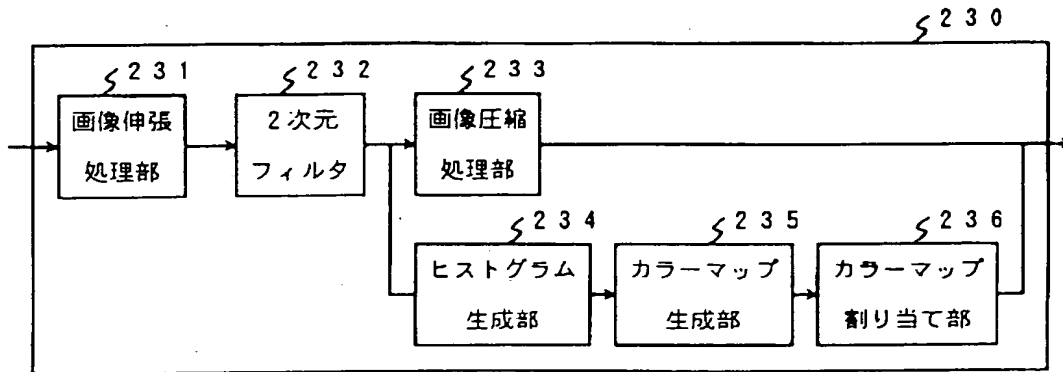 ２３０
２３１
２３２
２３３
画像伸張
処理部
２次元
フィルタ
画像圧縮
処理部
２３４
２３５
２３６
ヒストグラム
生成部
カラーマップ
生成部
カラーマップ
割り当て部